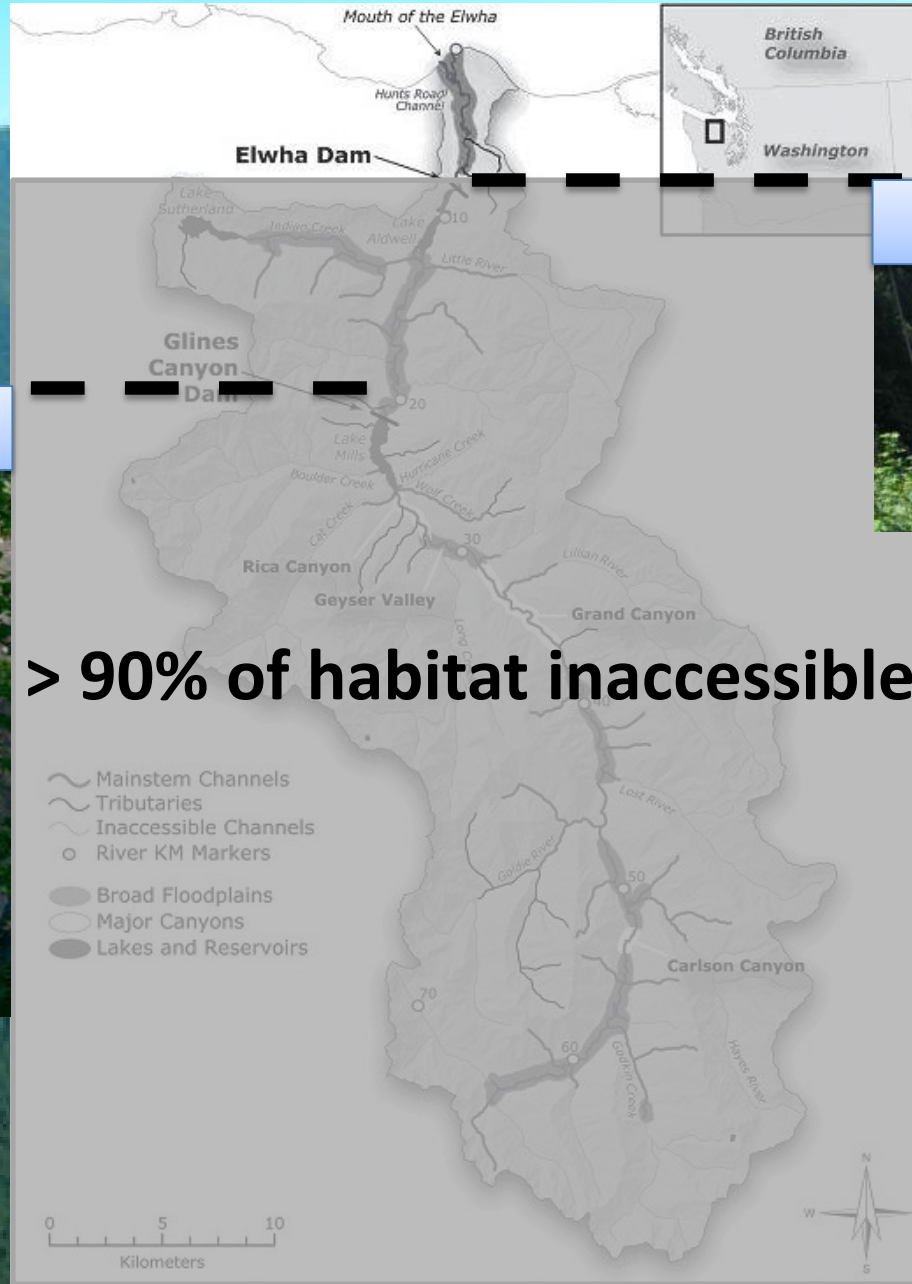 Mouth of the Elwha
British
Columbia
Hunts Road
Channel
Elwha Dam
Washington
Lake
Sutherland
Indian Creek
Lake
Aldwell
10
Little River
Glines
Canyon
Dam
20
Lake
Mills
Hurricane Creek
Boulder Creek
Wolf Creek
Cat Creek
30
Lillian River
Rica Canyon
Geyser Valley
Grand Canyon
Long
> 90% of habitat inaccessible
40
Mainstem Channels
Tributaries
Inaccessible Channels
River KM Markers
Lost River
Goldie River
50
Broad Floodplains
Major Canyons
Lakes and Reservoirs
Carlson Canyon
70
60
Godkin Creek
Hayes River
N
W
S
0 5 10
Kilometers